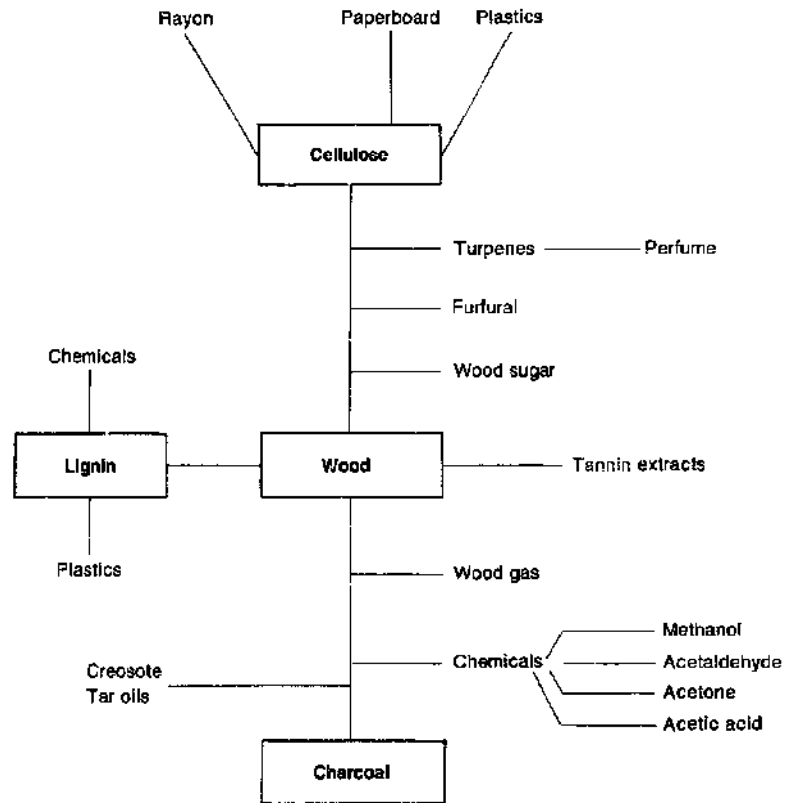 Rayon
Paperboard
Plastics
Cellulose
Turpenes
Perfume
Furfural
Chemicals
Wood sugar
Lignin
Wood
Tannin extracts
Plastics
Wood gas
Methanol
Creosote
Chemicals
Acetaldehyde
Tar oils
Acetone
Acetic acid
Charcoal